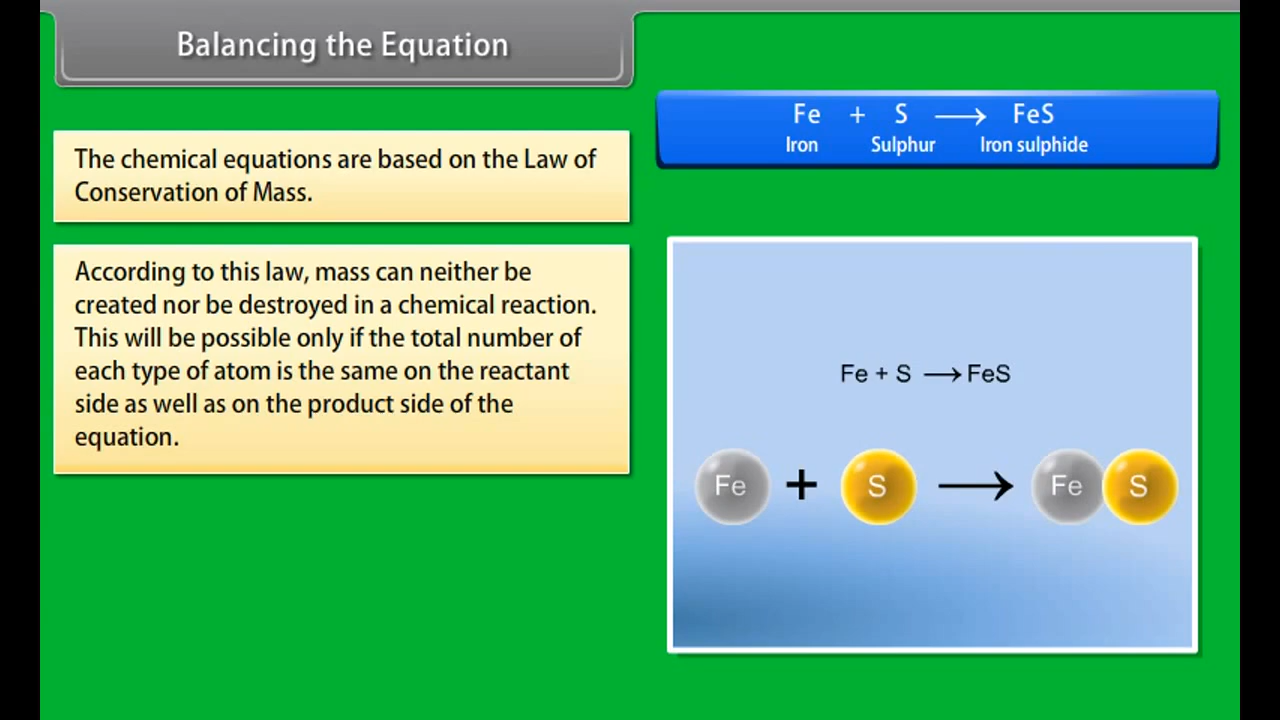 Balancing the Equation
The chemical equations are based on the Law of
Conservation of Mass.
According to this law, mass can neither be
created nor be destroyed in a chemical reaction.
This will be possible only if the total number of
each type of atom is the same on the reactant
side as well as on the product side of the
equation.
Fe + S ⟶ FeS
Iron Sulphur Iron sulphide
Fe + S ⟶ FeS
Fe + S ⟶ Fe S